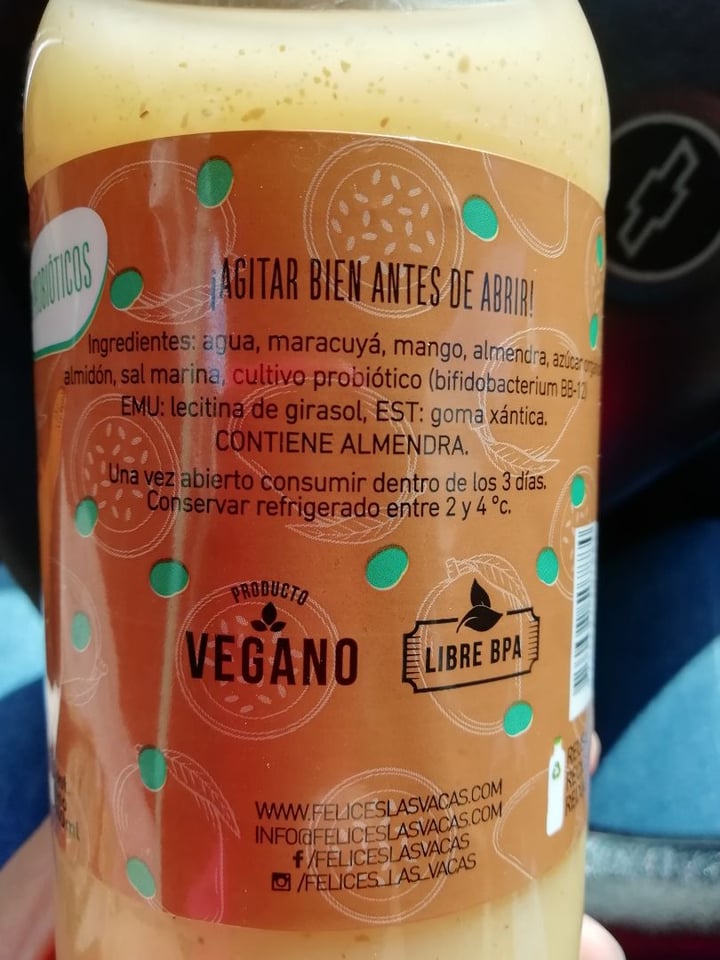 ¡AGITAR BIEN ANTES DE ABRIR!
Ingredientes: agua, maracuyá, mango, almendra, azúcar
almidón, sal marina, cultivo probiótico (bifidobacterium BB-12)
EMU: lecitina de girasol, EST: goma xántica.
CONTIENE ALMENDRA.
Una vez abierto consumir dentro de los 3 días.
Conservar refrigerado entre 2 y 4 °c.
PRODUCTO
VEGANO
LIBRE BPA
WWW.FELICESLASVACAS.COM
INFO@FELICESLASVACAS.COM
f/FELICESLASVACAS
/FELICES_LAS_VACAS